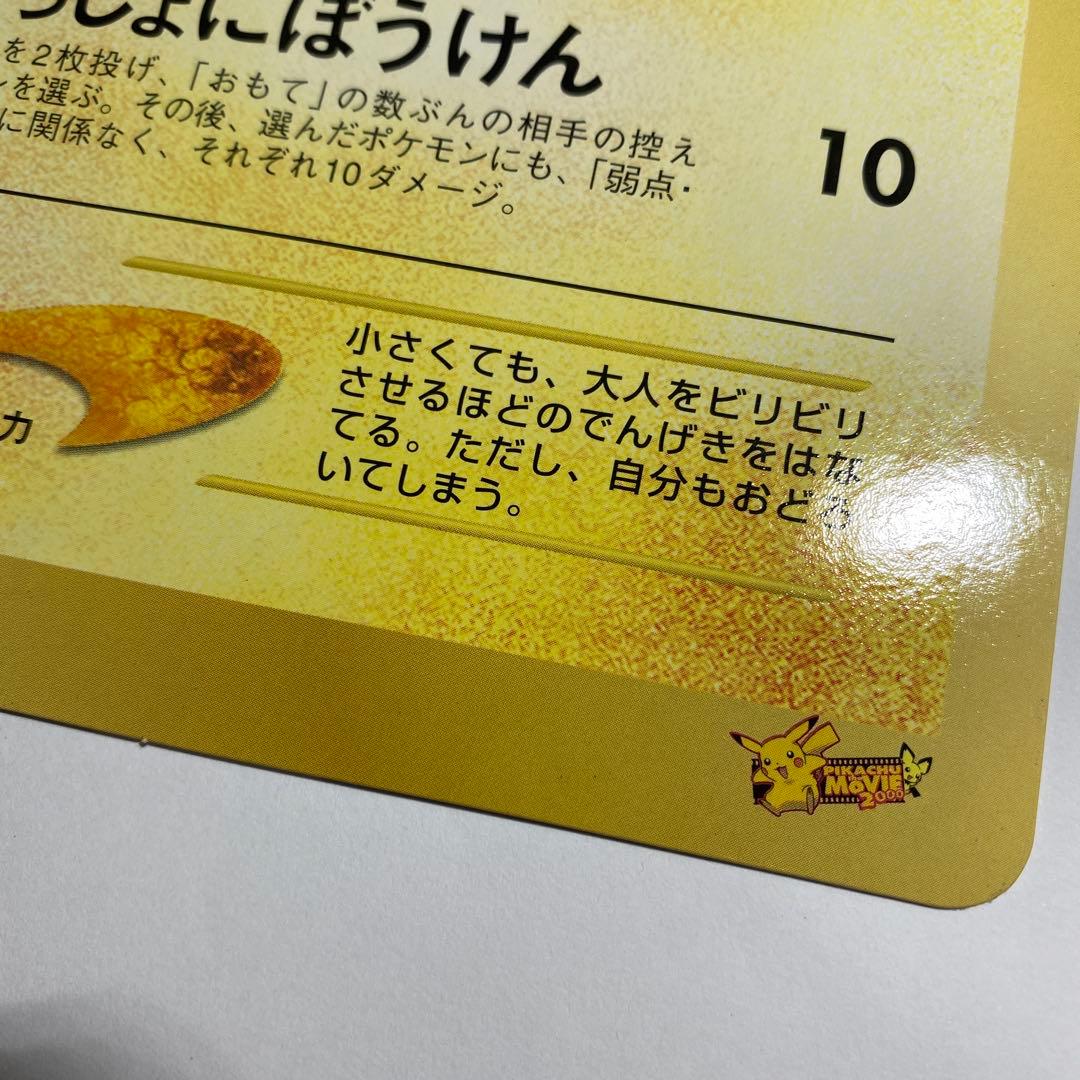 っしょにぼうけん
を2枚投げ、「おもて」の数ぶんの相手の控え
を選ぶ。その後、選んだポケモンにも、「弱点・
に関係なく、それぞれ10ダメージ。
10
小さくても、大人をビリビリ
させるほどのでんげきをはな
てる。ただし、自分もおどろ
いてしまう。
カ
PIKACHU
MOVIE
2000